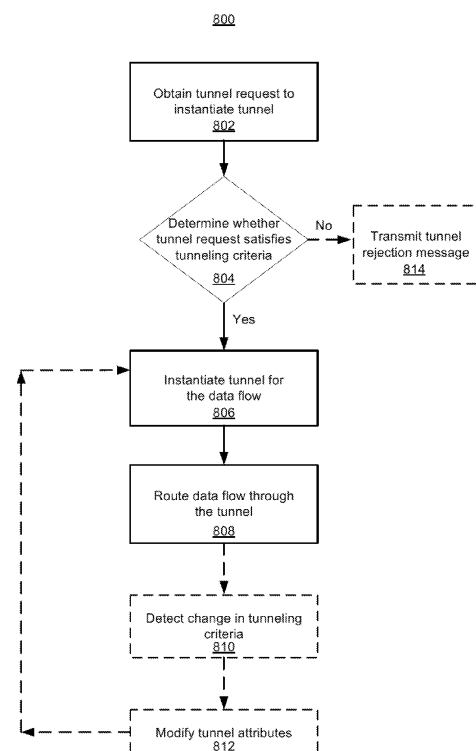 800
Obtain tunnel request to
instantiate tunnel
802
Determine whether
tunnel request satisfies
tunneling criteria
804
No
Transmit tunnel
rejection message
814
Yes
Instantiate tunnel for
the data flow
806
Route data flow through
the tunnel
808
Detect change in tunneling
criteria
810
Modify tunnel attributes
812